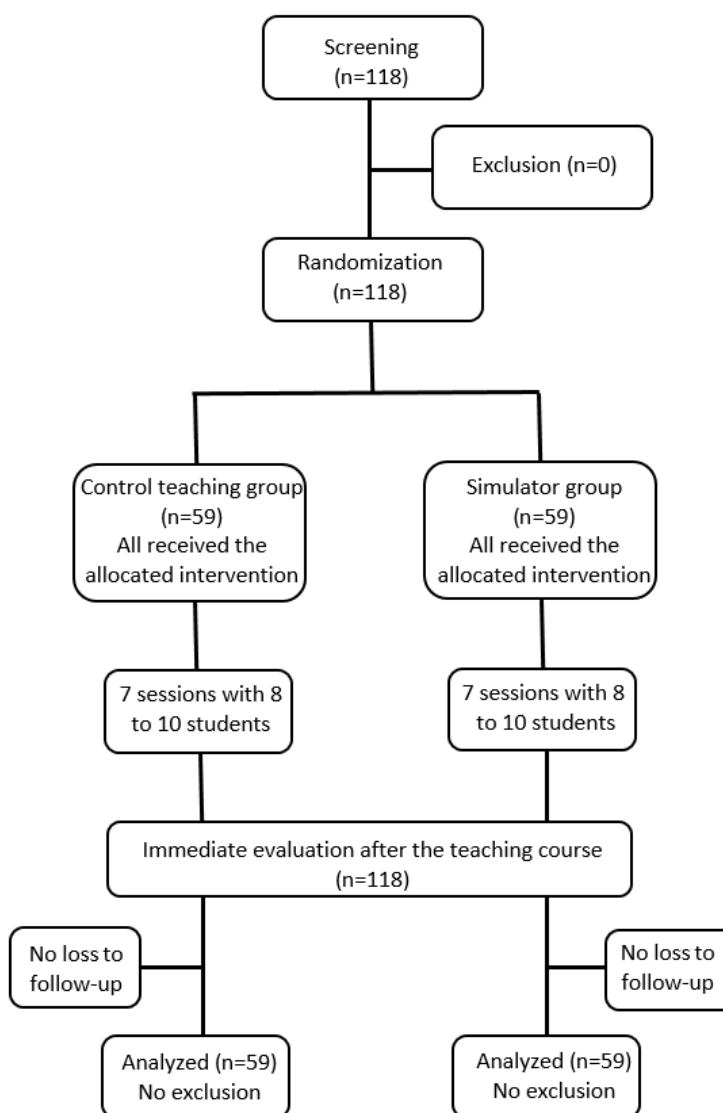 Screening
(n=118)
Exclusion (n=0)
Randomization
(n=118)
Control teaching group
(n=59)
All received the
allocated intervention
Simulator group
(n=59)
All received the
allocated intervention
7 sessions with 8
to 10 students
7 sessions with 8
to 10 students
Immediate evaluation after the teaching course
(n=118)
No loss to
follow-up
No loss to
follow-up
Analyzed (n=59)
No exclusion
Analyzed (n=59)
No exclusion